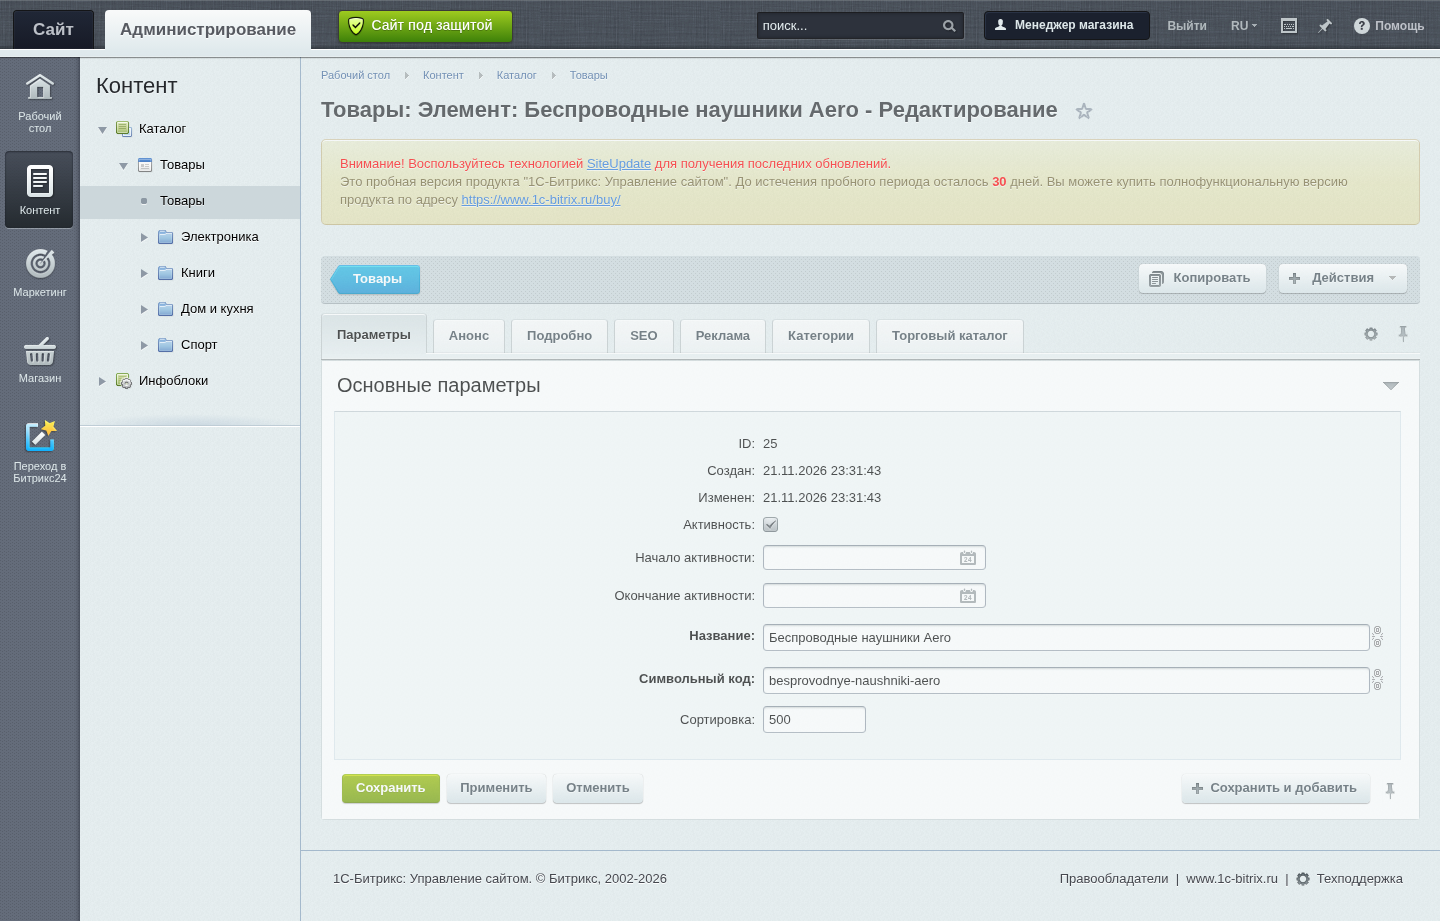 Сайт
Администрирование
Сайт под защитой
поиск...
Менеджер магазина
Выйти
RU
Помощь
Рабочий
стол
Контент
Маркетинг
Магазин
Переход в
Битрикс24
Контент
Каталог
Товары
Товары
Электроника
Книги
Дом и кухня
Спорт
Инфоблоки
Рабочий стол
Контент
Каталог
Товары
Товары: Элемент: Беспроводные наушники Aero - Редактирование
Внимание! Воспользуйтесь технологией SiteUpdate для получения последних обновлений.
Это пробная версия продукта "1С-Битрикс: Управление сайтом". До истечения пробного периода осталось 30 дней. Вы можете купить полнофункциональную версию
продукта по адресу https://www.1c-bitrix.ru/buy/
Товары
Копировать
Действия
Параметры
Анонс
Подробно
SEO
Реклама
Категории
Торговый каталог
Основные параметры
ID: 25
Создан: 21.11.2026 23:31:43
Изменен: 21.11.2026 23:31:43
Активность:
Начало активности:
24
Окончание активности:
24
Название: Беспроводные наушники Aero
Символьный код: besprovodnye-naushniki-aero
Сортировка: 500
Сохранить
Применить
Отменить
Сохранить и добавить
1С-Битрикс: Управление сайтом. © Битрикс, 2002-2026
Правообладатели | www.1c-bitrix.ru | Техподдержка